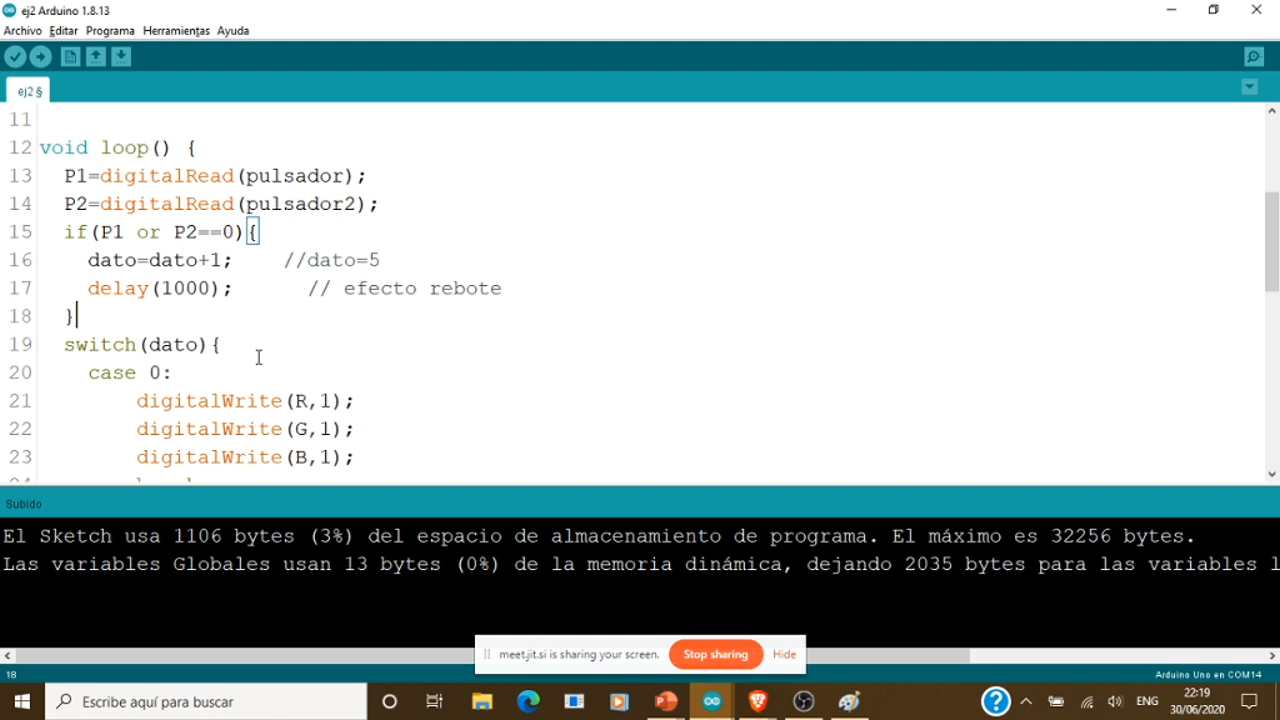 ej2 Arduino 1.8.13
Archivo Editar Programa Herramientas Ayuda
ej2 §
11
12 void loop() {
13 P1=digitalRead(pulsador);
14 P2=digitalRead(pulsador2);
15 if(P1 or P2==0){
16 dato=dato+1; //dato=5
17 delay(1000); // efecto rebote
18 }
19 switch(dato){
20 case 0:
21 digitalWrite(R,1);
22 digitalWrite(G,1);
23 digitalWrite(B,1);
Subido
El Sketch usa 1106 bytes (3%) del espacio de almacenamiento de programa. El máximo es 32256 bytes.
Las variables Globales usan 13 bytes (0%) de la memoria dinámica, dejando 2035 bytes para las variables l
meet.jit.si is sharing your screen. Stop sharing Hide
18 Arduino Uno en COM14
Escribe aquí para buscar
ENG
22:19
30/06/2020